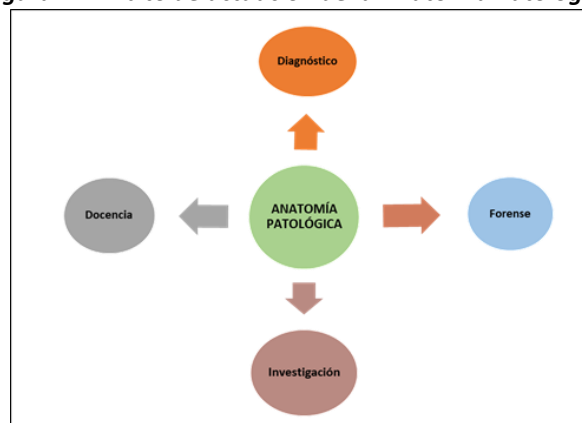 Diagnóstico
Docencia
ANATOMÍA
PATOLÓGICA
Forense
Investigación